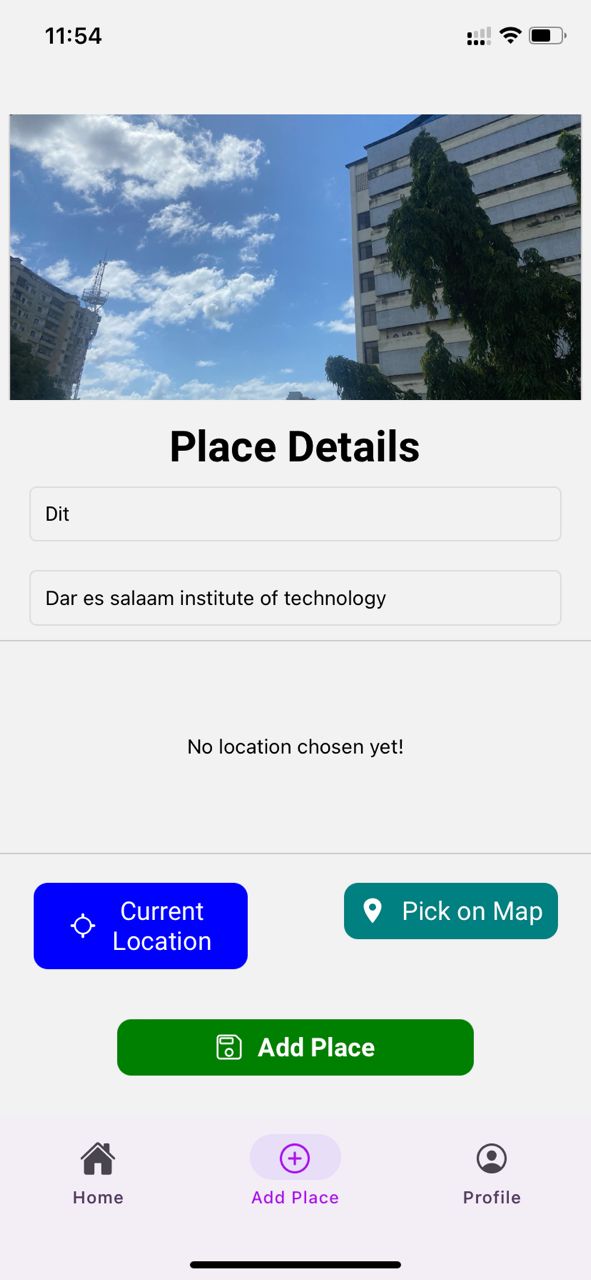 11:54
Place Details
Dit
Dar es salaam institute of technology
No location chosen yet!
Current
Location
Pick on Map
Add Place
Home
Add Place
Profile